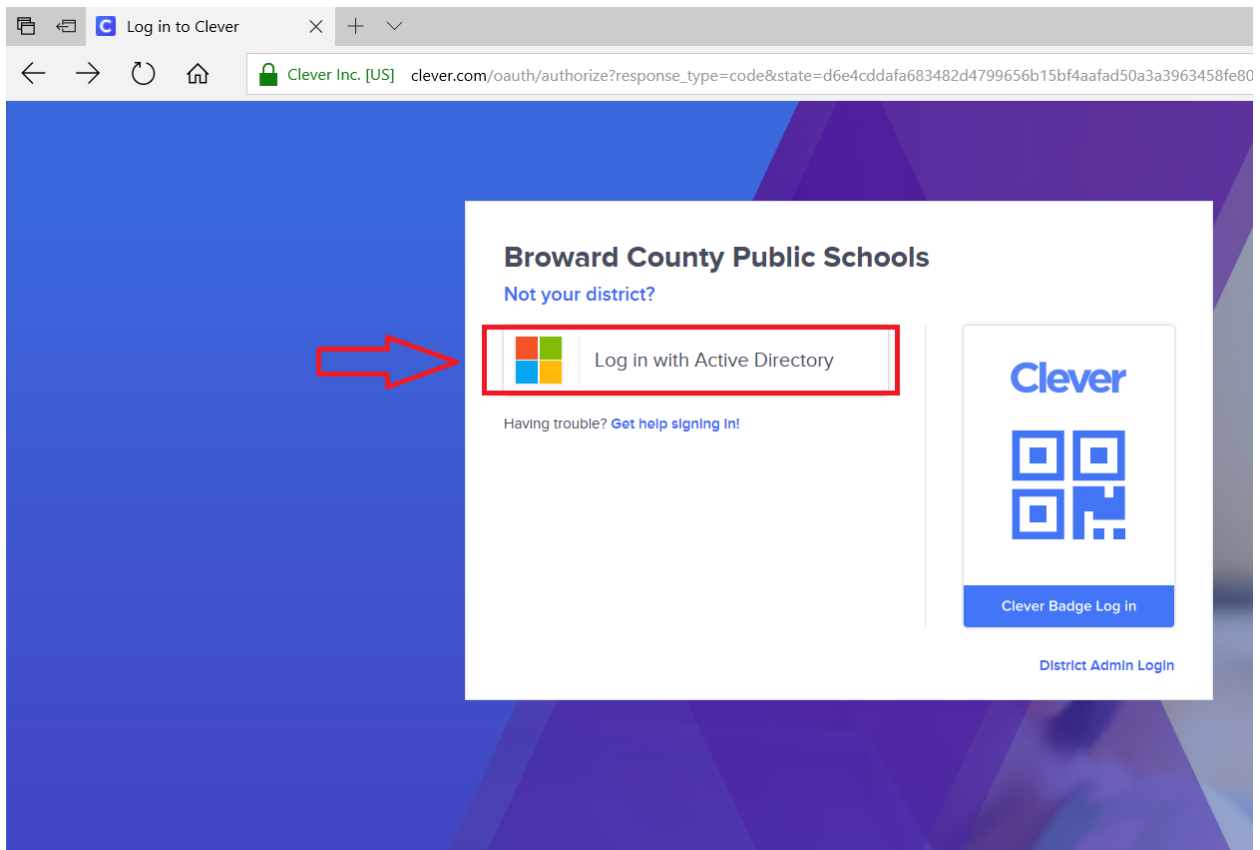 Log in to Clever
Clever Inc. [US] clever.com/oauth/authorize?response_type=code&state=d6e4cddafa683482d4799656b15bf4aafad50a3a3963458fe80
Broward County Public Schools
Not your district?
Log in with Active Directory
Having trouble? Get help signing in!
Clever
Clever Badge Log in
District Admin Login